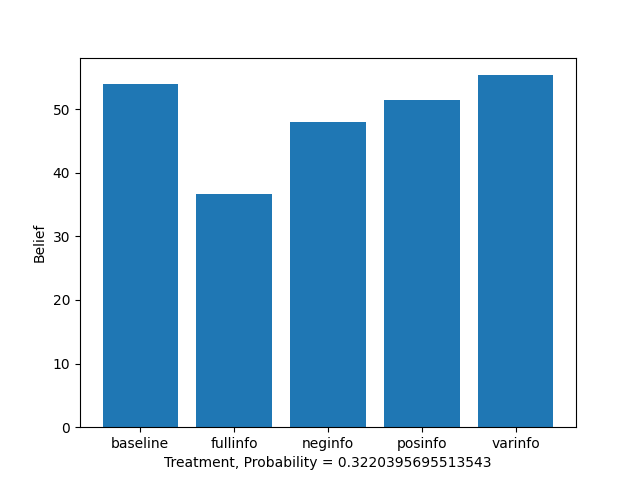 50
40
30
20
10
0
Belief
baseline fullinfo neginfo posinfo varinfo
Treatment, Probability = 0.3220395695513543